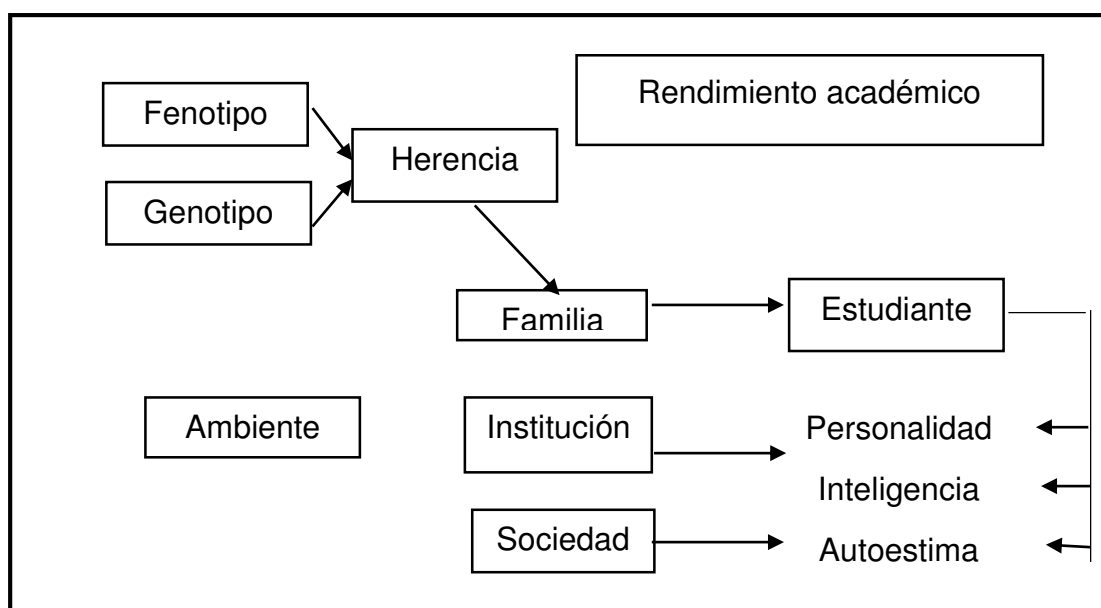 Rendimiento académico
Fenotipo
Herencia
Genotipo
Familia
Estudiante
Ambiente
Institución
Personalidad
Inteligencia
Sociedad
Autoestima